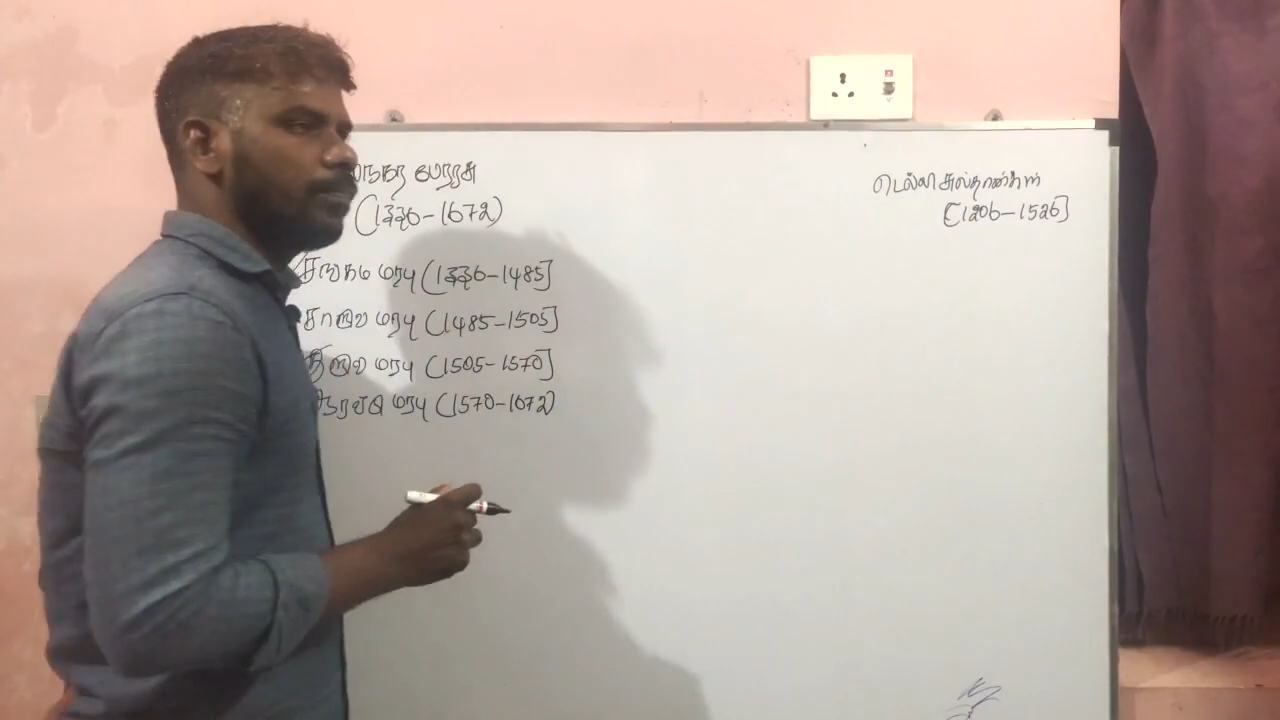 பேரரசு
(1336-1672)
சங்கம மரபு (1336-1485]
சாளுவ மரபு (1485-1505]
துளுவ மரபு (1505-1570]
ஆரவீடு மரபு (1570-1672)
டெல்லி சுல்தான்கள்
[1206-1526]